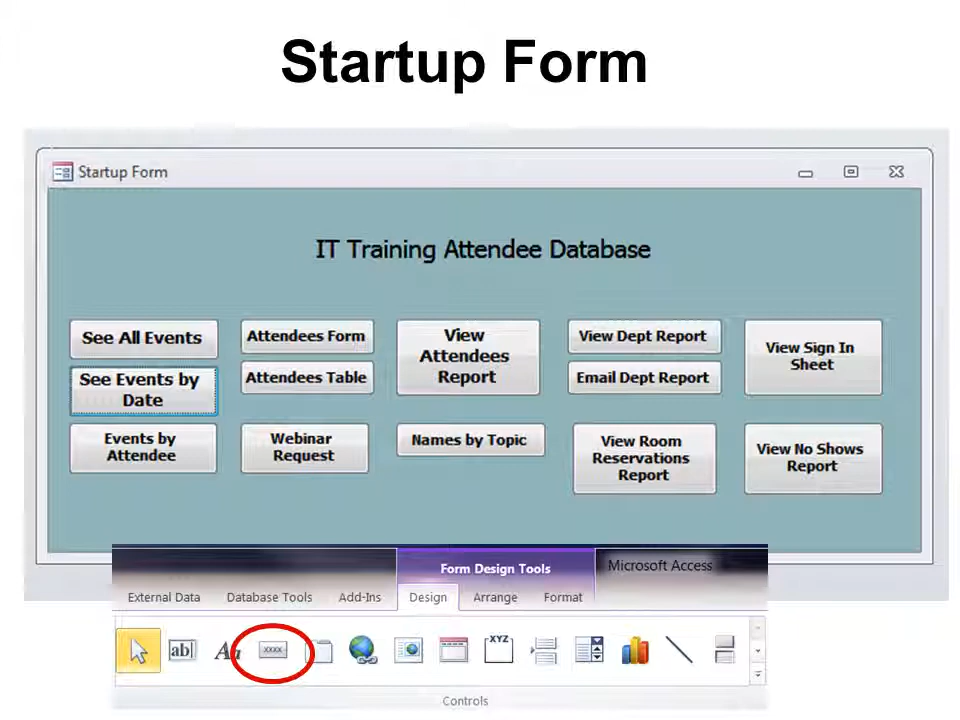 Startup Form
Startup Form
IT Training Attendee Database
See All Events
See Events by
Date
Events by
Attendee
Attendees Form
Attendees Table
Webinar
Request
View
Attendees
Report
Names by Topic
View Dept Report
Email Dept Report
View Room
Reservations
Report
View Sign In
Sheet
View No Shows
Report
Form Design Tools
Microsoft Access
External Data
Database Tools
Add-Ins
Design
Arrange
Format
ab
Aa
XXXX
XYZ
Controls